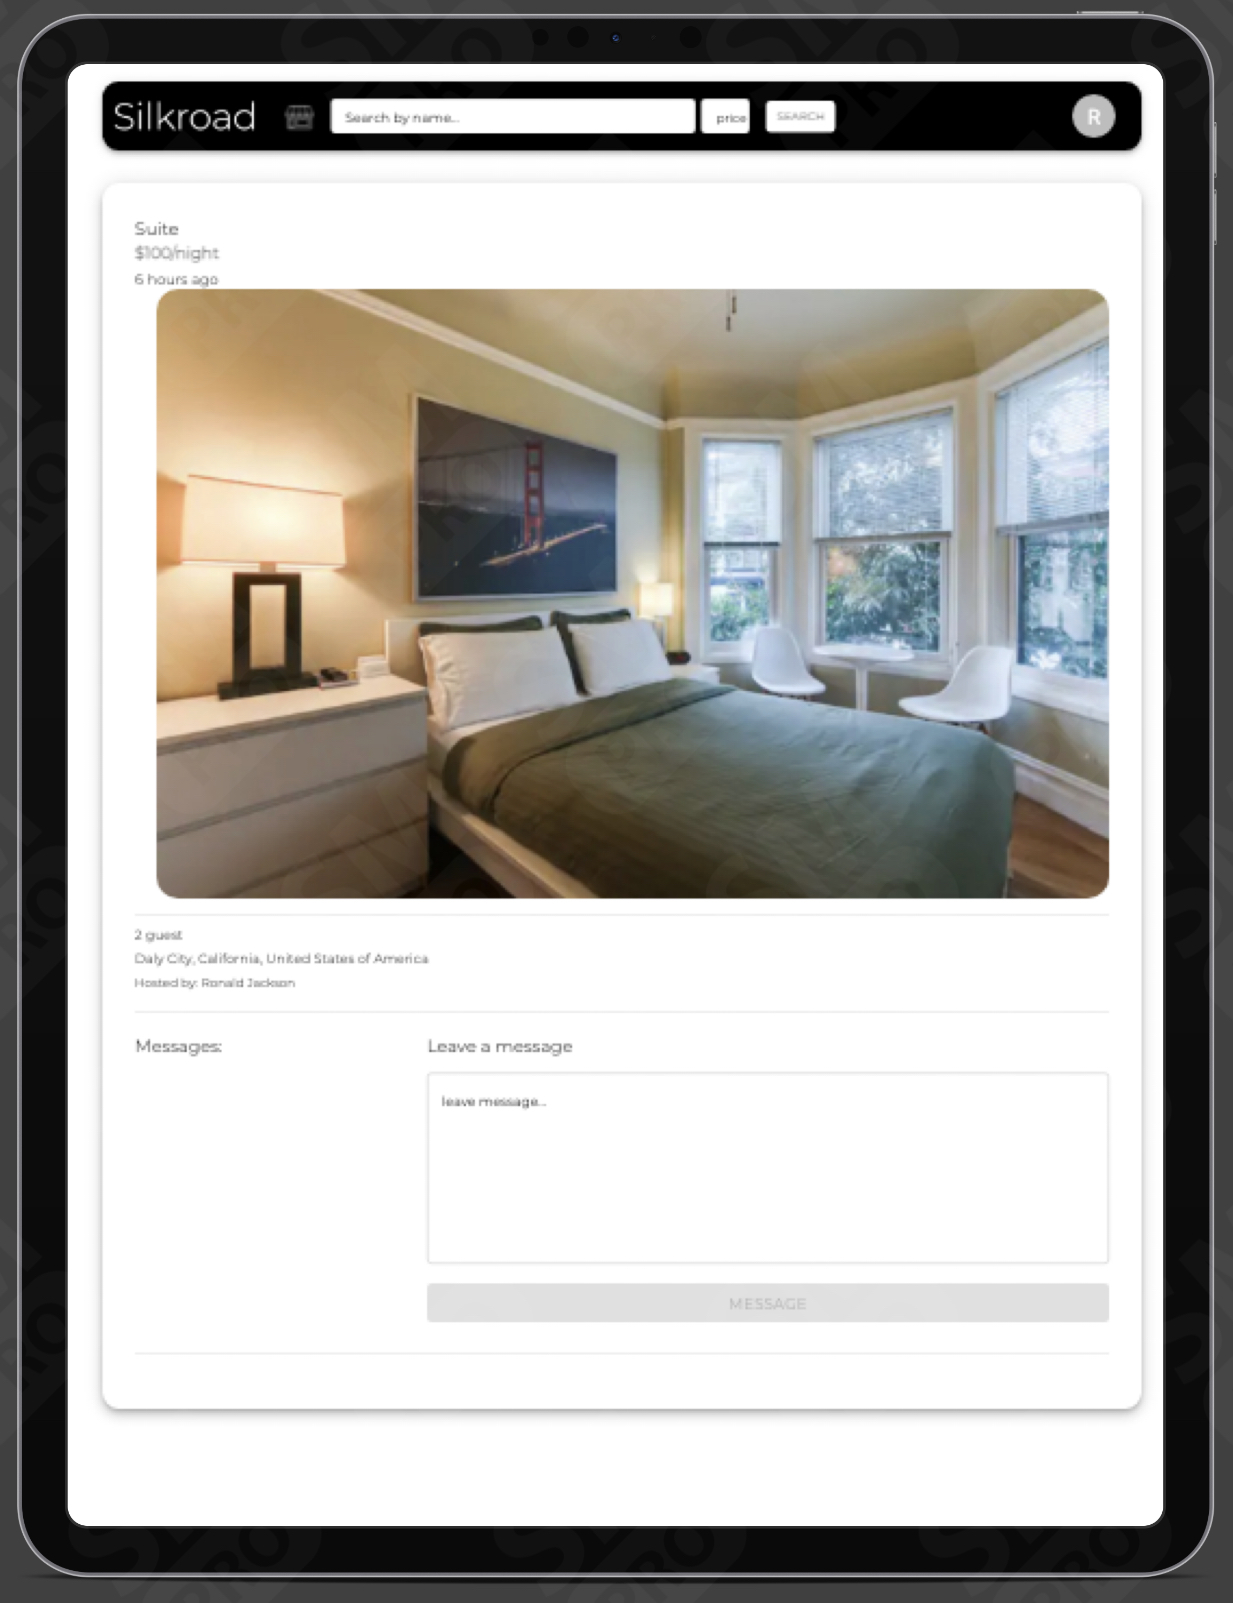 Silkroad
Search by name...
price
SEARCH
R
Suite
$100/night
6 hours ago
2 guest
Daly City, California, United States of America
Hosted by: Ronald Jackson
Messages:
Leave a message
leave message...
MESSAGE